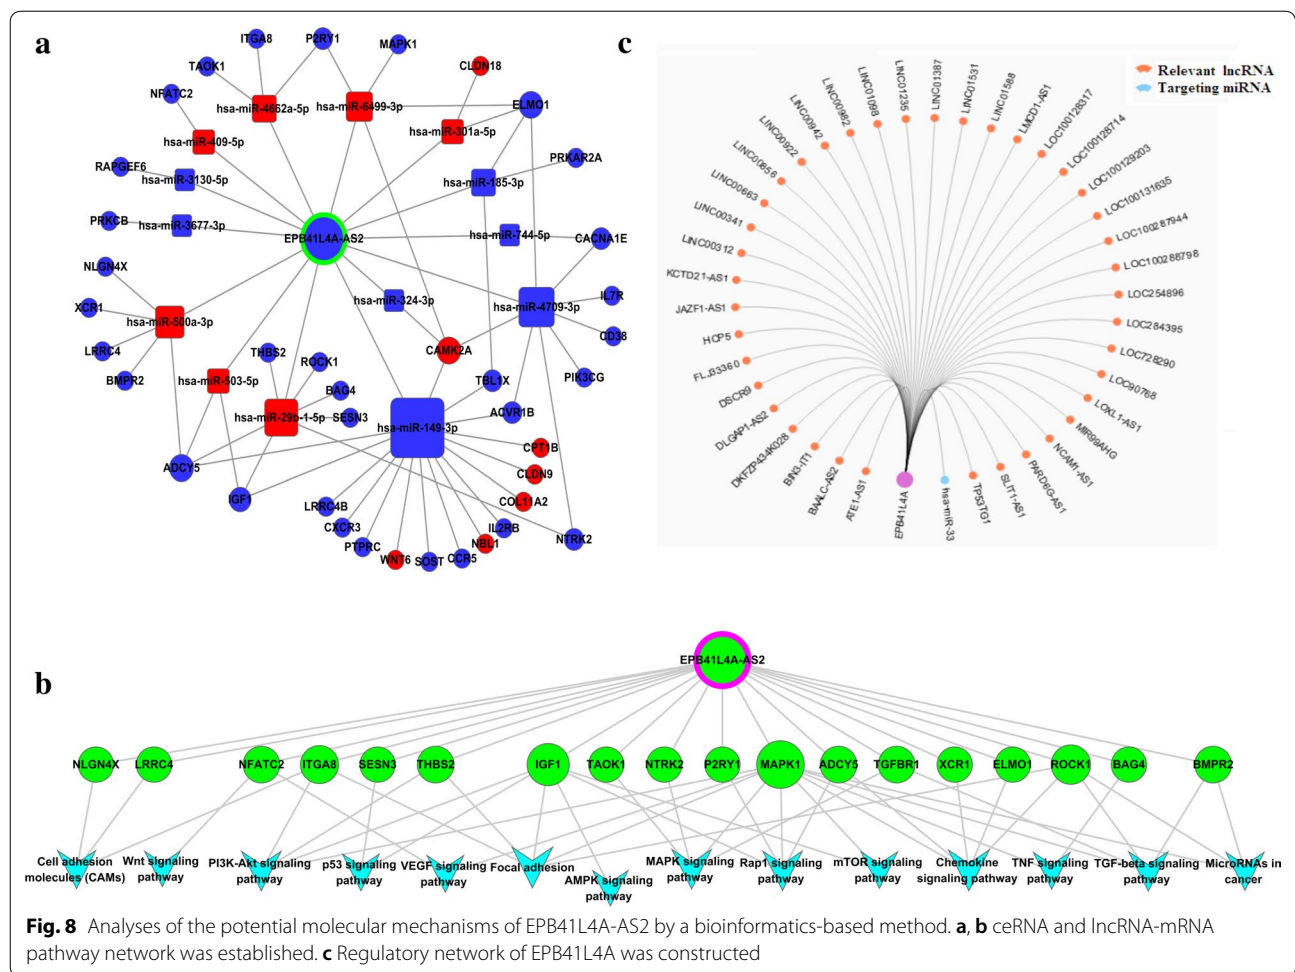 a
ITGA8
P2RY1
MAPK1
TAOK1
CLDN18
NFATC2
hsa-miR-4662a-5p
hsa-miR-6499-3p
ELMO1
hsa-miR-409-5p
hsa-miR-301a-5p
RAPGEF6
hsa-miR-3130-5p
hsa-miR-185-3p
PRKAR2A
PRKCB
hsa-miR-3677-3p
EPB41L4A-AS2
hsa-miR-744-5p
CACNA1E
NLGN4X
XCR1
hsa-miR-500a-3p
hsa-miR-324-3p
hsa-miR-4709-3p
IL7R
LRRC4
THBS2
ROCK1
CAMK2A
CD38
BMPR2
hsa-miR-503-5p
BAG4
TBL1X
PIK3CG
hsa-miR-29b-1-5p
SESN3
hsa-miR-149-3p
ACVR1B
ADCY5
CPT1B
CLDN9
IGF1
LRRC4B
COL11A2
CXCR3
IL2RB
PTPRC
NBL1
NTRK2
WNT6
SOST
CCR5
c
Relevant lncRNA
Targeting miRNA
EPB41L4A
ATE1-AS1
BAALC-AS2
BIN3-IT1
DKFZP434K028
DLGAP1-AS2
DSCR9
FLJ33360
HCP5
JAZF1-AS1
KCTD21-AS1
LINC00312
LINC00341
LINC00663
LINC00856
LINC00922
LINC00942
LINC00982
LINC01098
LINC01235
LINC01387
LINC01531
LINC01588
LMCD1-AS1
LOC100128317
LOC100128714
LOC100129203
LOC100131635
LOC100287944
LOC100288798
LOC254896
LOC284395
LOC728290
LOC90768
LOXL1-AS1
MIR99AHG
NCAM1-AS1
PARD6G-AS1
SLIT1-AS1
TP53TG1
hsa-miR-33
b
EPB41L4A-AS2
NLGN4X LRRC4 NFATC2 ITGA8 SESN3 THBS2 IGF1 TAOK1 NTRK2 P2RY1 MAPK1 ADCY5 TGFBR1 XCR1 ELMO1 ROCK1 BAG4 BMPR2
Cell adhesion
molecules (CAMs)
Wnt signaling
pathway
PI3K-Akt signaling
pathway
p53 signaling
pathway
VEGF signaling
pathway
Focal adhesion
AMPK signaling
pathway
MAPK signaling
pathway
Rap1 signaling
pathway
mTOR signaling
pathway
Chemokine
signaling pathway
TNF signaling
pathway
TGF-beta signaling
pathway
MicroRNAs in
cancer
Fig. 8 Analyses of the potential molecular mechanisms of EPB41L4A-AS2 by a bioinformatics-based method. a, b ceRNA and lncRNA-mRNA
pathway network was established. c Regulatory network of EPB41L4A was constructed